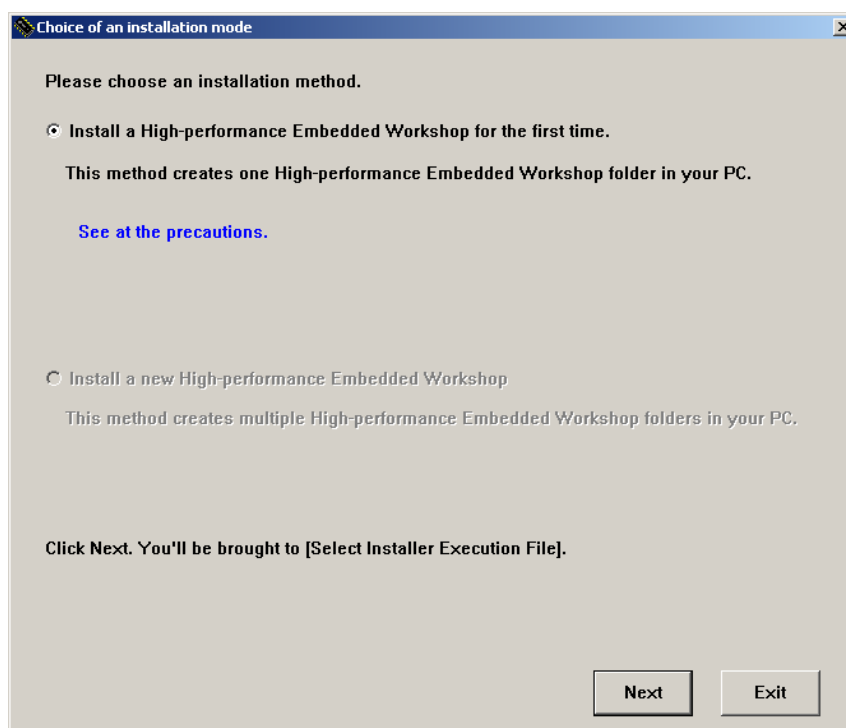 Choice of an installation mode
Please choose an installation method.
Install a High-performance Embedded Workshop for the first time.
This method creates one High-performance Embedded Workshop folder in your PC.
See at the precautions.
Install a new High-performance Embedded Workshop
This method creates multiple High-performance Embedded Workshop folders in your PC.
Click Next. You'll be brought to [Select Installer Execution File].
Next
Exit